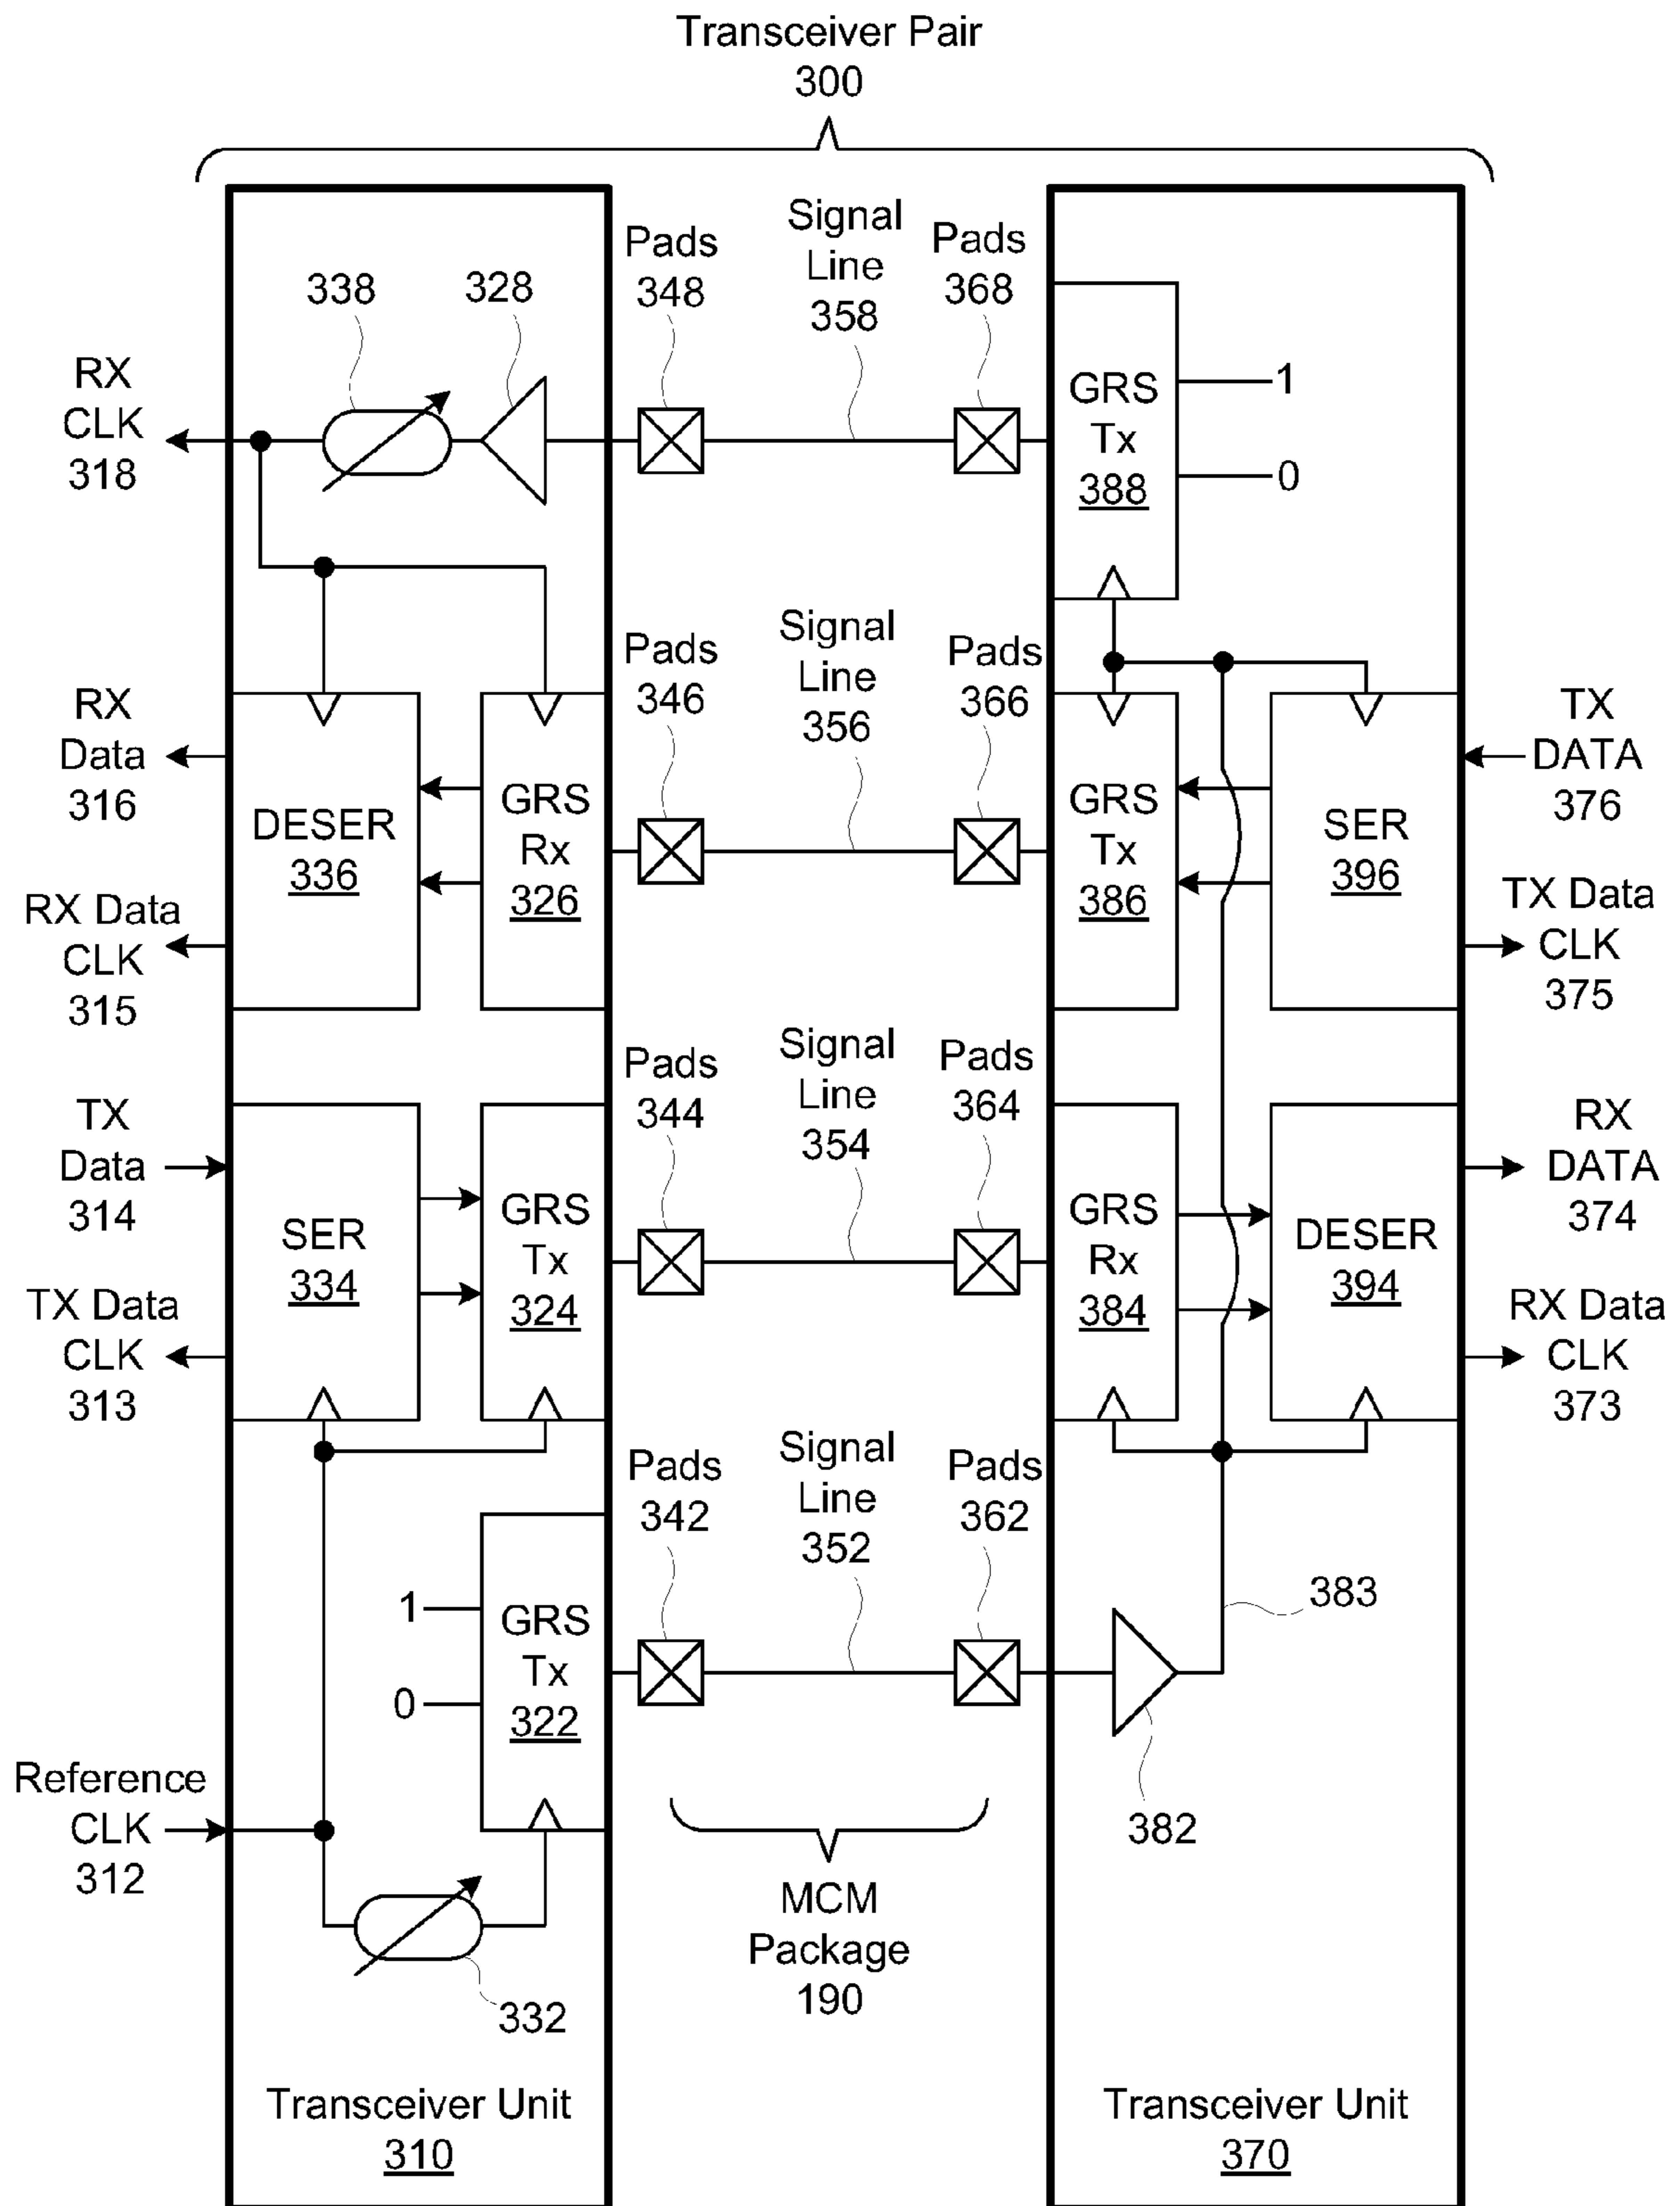 Transceiver Pair
300
338
328
Pads
348
Signal
Line
358
Pads
368
RX
CLK
318
GRS
Tx
388
1
0
RX
Data
316
RX Data
CLK
315
DESER
336
GRS
Rx
326
Pads
346
Signal
Line
356
Pads
366
GRS
Tx
386
SER
396
TX
DATA
376
TX Data
CLK
375
TX
Data
314
TX Data
CLK
313
SER
334
GRS
Tx
324
Pads
344
Signal
Line
354
Pads
364
GRS
Rx
384
DESER
394
RX
DATA
374
RX Data
CLK
373
1
0
GRS
Tx
322
Pads
342
Signal
Line
352
Pads
362
383
382
Reference
CLK
312
332
MCM
Package
190
Transceiver Unit
310
Transceiver Unit
370